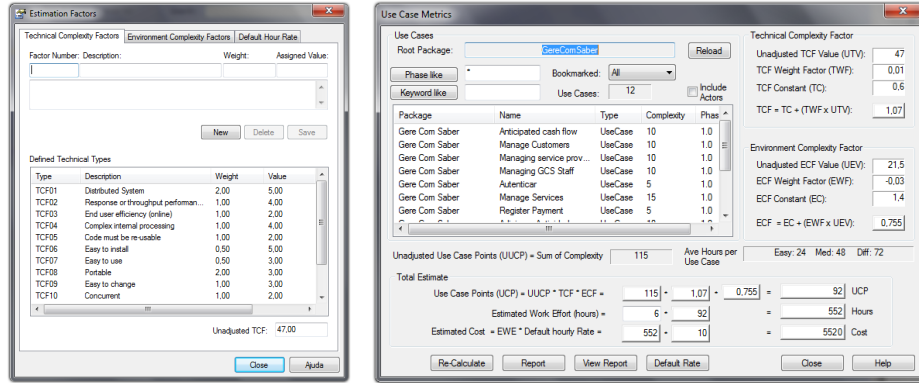 Estimation Factors
Technical Complexity Factors Environment Complexity Factors Default Hour Rate
Factor Number: Description: Weight: Assigned Value:
New Delete Save
Defined Technical Types
Type Description Weight Value
TCF01 Distributed System 2,00 5,00
TCF02 Response or throughput performan... 1,00 4,00
TCF03 End user efficiency (online) 1,00 2,00
TCF04 Complex internal processing 1,00 4,00
TCF05 Code must be re-usable 1,00 2,00
TCF06 Easy to install 0,50 5,00
TCF07 Easy to use 0,50 3,00
TCF08 Portable 2,00 3,00
TCF09 Easy to change 1,00 3,00
TCF10 Concurrent 1,00 2,00
Unadjusted TCF: 47,00
Close Ajuda
Use Case Metrics
Use Cases
Root Package: GereComSaber Reload
Phase like * Bookmarked: All
Keyword like Use Cases: 12 Include Actors
Package Name Type Complexity Phas
Gere Com Saber Anticipated cash flow UseCase 10 1.0
Gere Com Saber Manage Customers UseCase 10 1.0
Gere Com Saber Managing service prov... UseCase 10 1.0
Gere Com Saber Managing GCS Staff UseCase 10 1.0
Gere Com Saber Autenticar UseCase 5 1.0
Gere Com Saber Manage Services UseCase 15 1.0
Gere Com Saber Register Payment UseCase 5 1.0
Technical Complexity Factor
Unadjusted TCF Value (UTV): 47
TCF Weight Factor (TWF): 0,01
TCF Constant (TC): 0,6
TCF = TC + (TWF x UTV): 1,07
Environment Complexity Factor
Unadjusted ECF Value (UEV): 21,5
ECF Weight Factor (EWF): -0,03
ECF Constant (EC): 1,4
ECF = EC + (EWF x UEV): 0,755
Unadjusted Use Case Points (UUCP) = Sum of Complexity 115 Ave Hours per Use Case Easy: 24 Med: 48 Diff: 72
Total Estimate
Use Case Points (UCP) = UUCP * TCF * ECF = 115 * 1,07 * 0,755 = 92 UCP
Estimated Work Effort (hours) = 6 * 92 = 552 Hours
Estimated Cost = EWE * Default hourly Rate = 552 * 10 = 5520 Cost
Re-Calculate Report View Report Default Rate Close Help